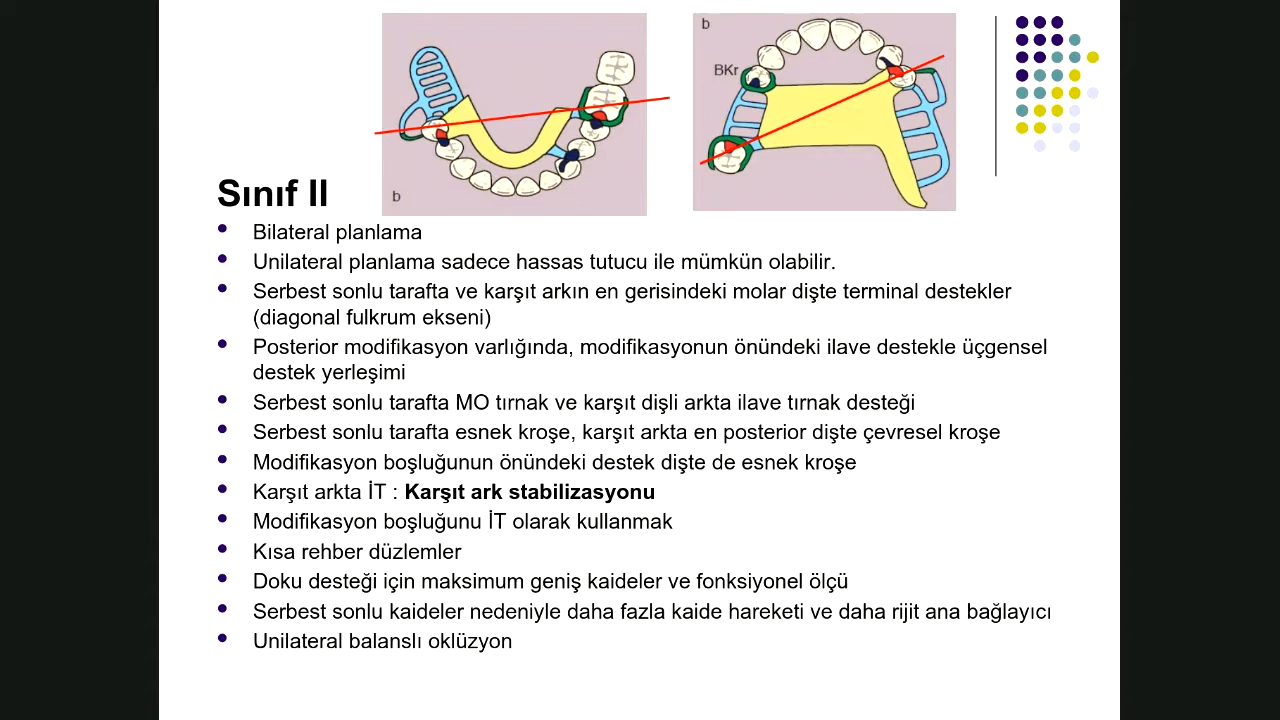 b
b
BKr
Sınıf II
Bilateral planlama
Unilateral planlama sadece hassas tutucu ile mümkün olabilir.
Serbest sonlu tarafta ve karşıt arkın en gerisindeki molar dişte terminal destekler
(diagonal fulkrum ekseni)
Posterior modifikasyon varlığında, modifikasyonun önündeki ilave destekle üçgensel
destek yerleşimi
Serbest sonlu tarafta MO tırnak ve karşıt dişli arkta ilave tırnak desteği
Serbest sonlu tarafta esnek kroşe, karşıt arkta en posterior dişte çevresel kroşe
Modifikasyon boşluğunun önündeki destek dişte de esnek kroşe
Karşıt arkta İT : Karşıt ark stabilizasyonu
Modifikasyon boşluğunu İT olarak kullanmak
Kısa rehber düzlemler
Doku desteği için maksimum geniş kaideler ve fonksiyonel ölçü
Serbest sonlu kaideler nedeniyle daha fazla kaide hareketi ve daha rijit ana bağlayıcı
Unilateral balanslı oklüzyon